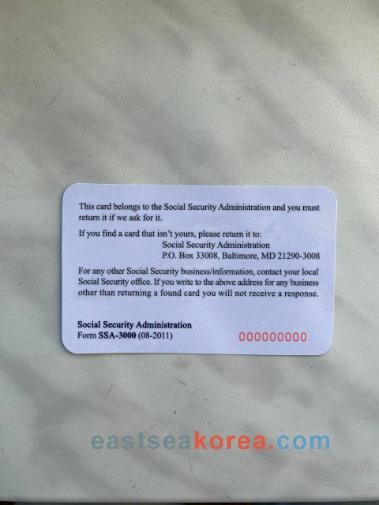 This card belongs to the Social Security Administration and you must
return it if we ask for it.
If you find a card that isn't yours, please return it to:
Social Security Administration
P.O. Box 33008, Baltimore, MD 21290-3008
For any other Social Security business/information, contact your local
Social Security office. If you write to the above address for any business
other than returning a found card you will not receive a response.
Social Security Administration
Form SSA-3000 (08-2011)
000000000
eastseakorea.com